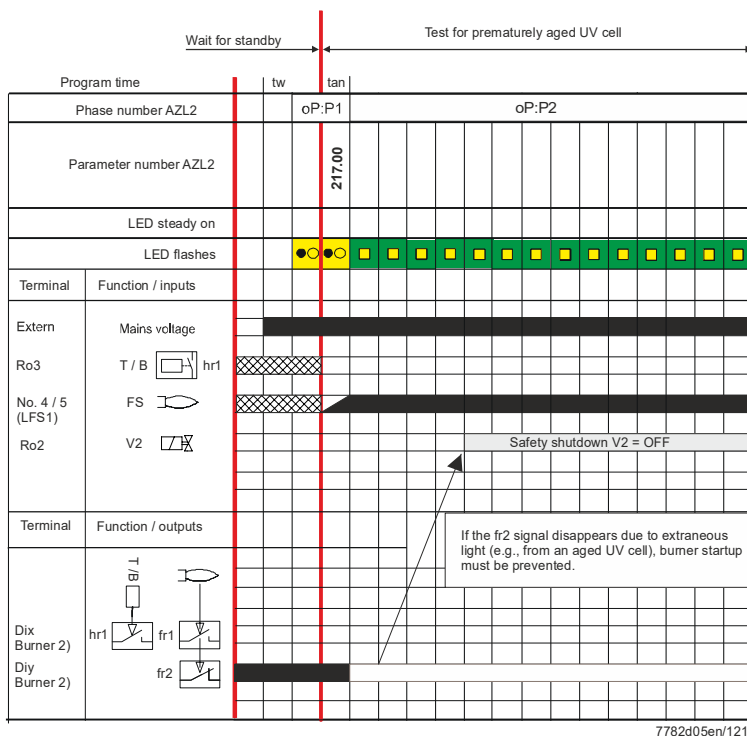 Wait for standby
Test for prematurely aged UV cell
Program time
tw
tan
Phase number AZL2
oP:P1
oP:P2
Parameter number AZL2
217.00
LED steady on
LED flashes
Terminal
Function / inputs
Extern
Mains voltage
Ro3
T / B
hr1
No. 4 / 5
(LFS1)
FS
Ro2
V2
Safety shutdown V2 = OFF
Terminal
Function / outputs
If the fr2 signal disappears due to extraneous
light (e.g., from an aged UV cell), burner startup
must be prevented.
T / B
Dix
Burner 2)
hr1
fr1
Diy
Burner 2)
fr2
7782d05en/121